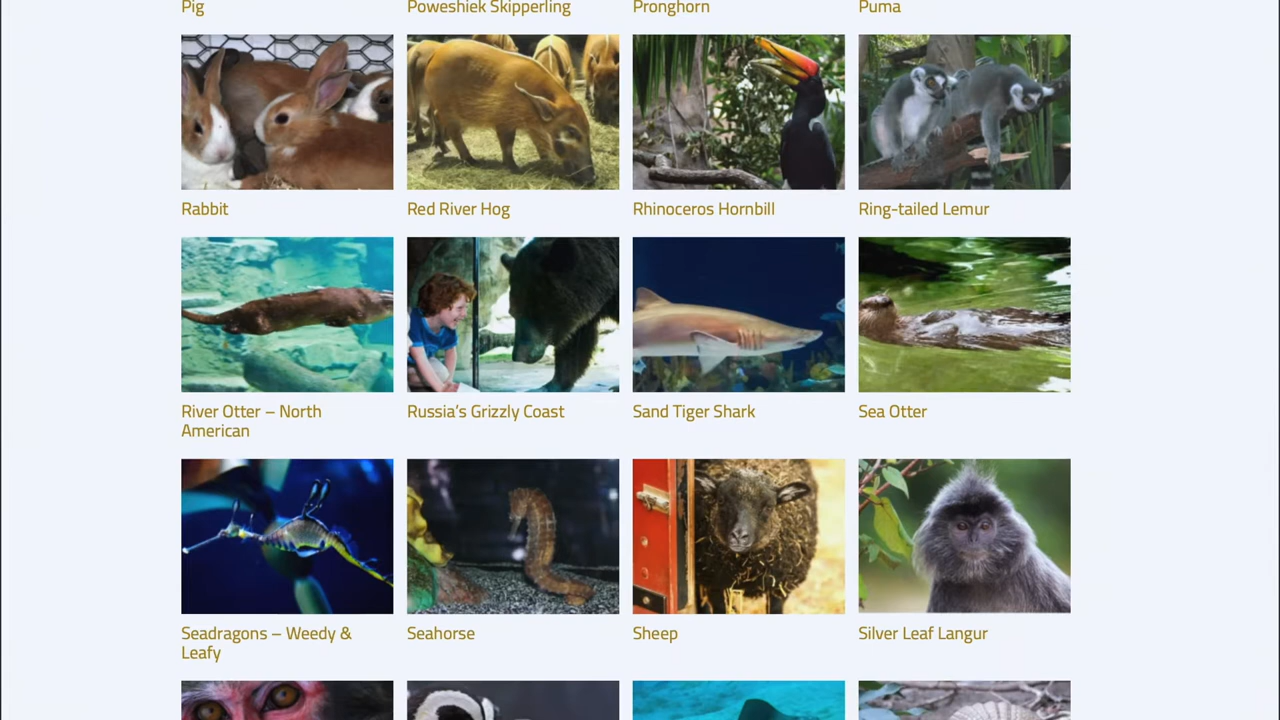 Pig
Poweshiek Skipperling
Pronghorn
Puma
Rabbit
Red River Hog
Rhinoceros Hornbill
Ring-tailed Lemur
River Otter – North
American
Russia’s Grizzly Coast
Sand Tiger Shark
Sea Otter
Seadragons – Weedy &
Leafy
Seahorse
Sheep
Silver Leaf Langur